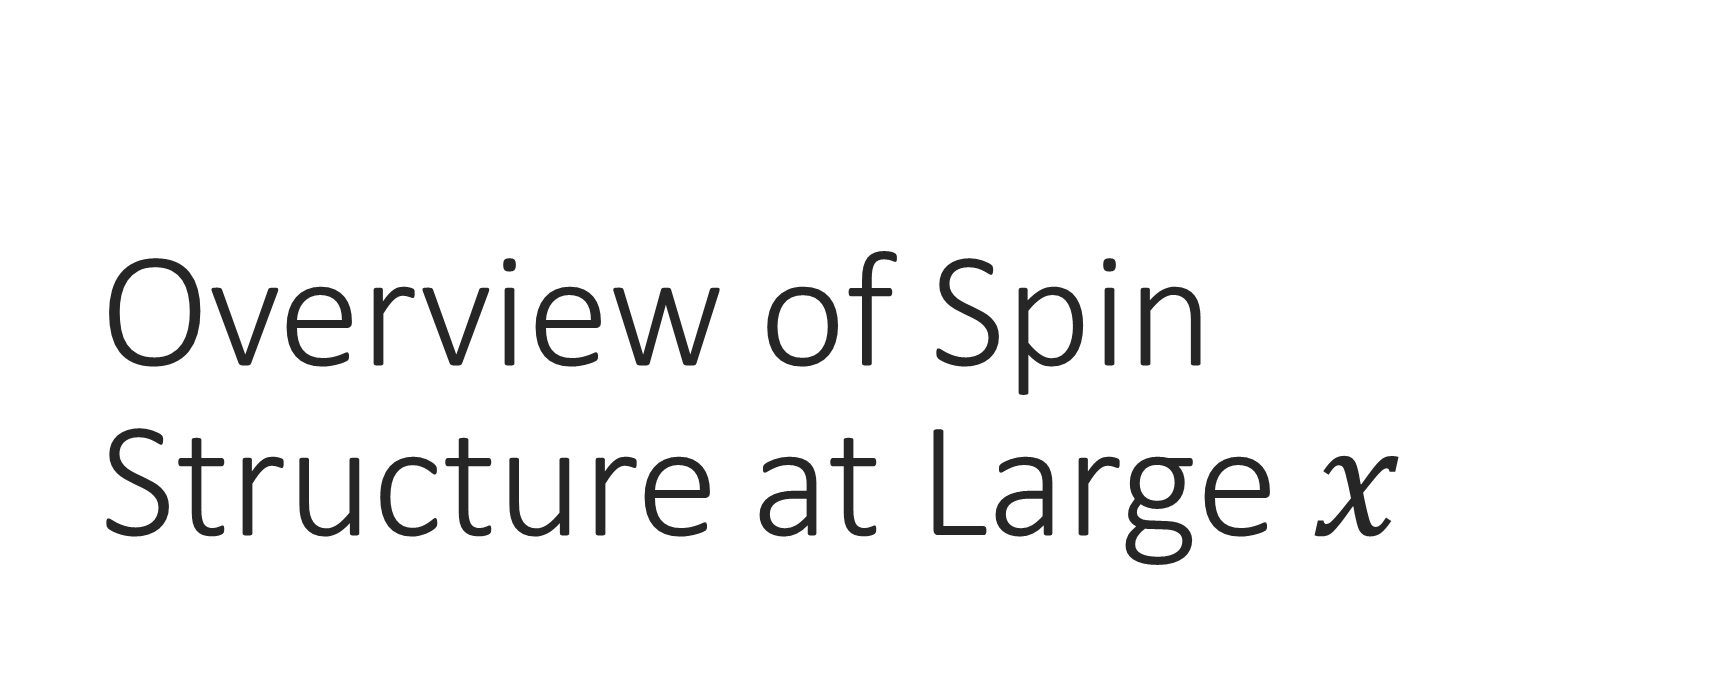 Overview of Spin
Structure at Large 𝑥